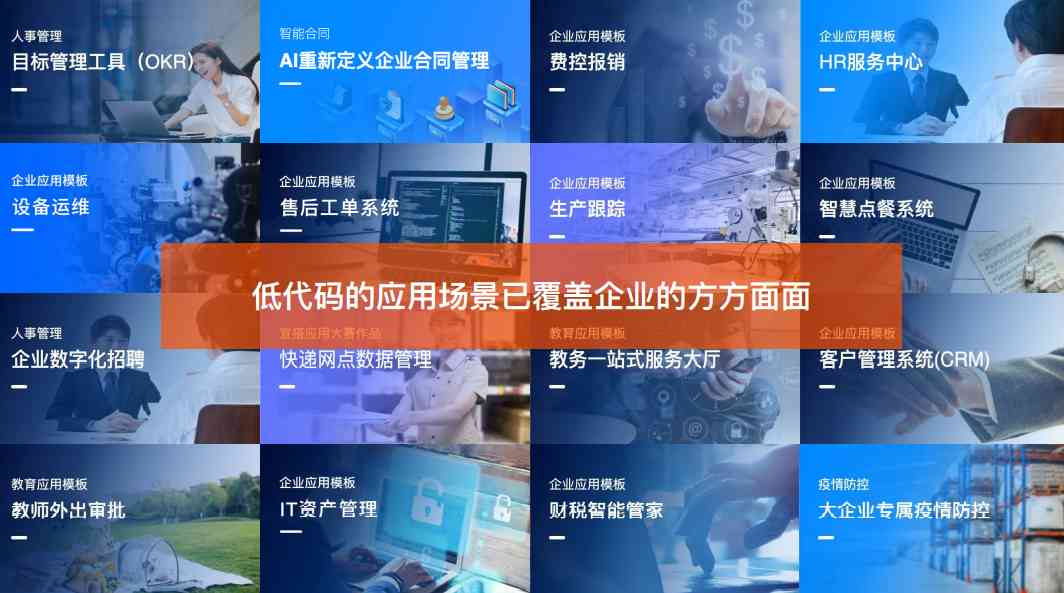 人事管理
目标管理工具（OKR）
智能合同
AI重新定义企业合同管理
企业应用模板
费控报销
企业应用模板
HR服务中心
企业应用模板
设备运维
企业应用模板
售后工单系统
企业应用模板
生产跟踪
企业应用模板
智慧点餐系统
低代码的应用场景已覆盖企业的方方面面
人事管理
企业数字化招聘
宜搭应用大赛作品
快递网点数据管理
教育应用模板
教务一站式服务大厅
企业应用模板
客户管理系统(CRM)
教育应用模板
教师外出审批
企业应用模板
IT资产管理
企业应用模板
财税智能管家
疫情防控
大企业专属疫情防控